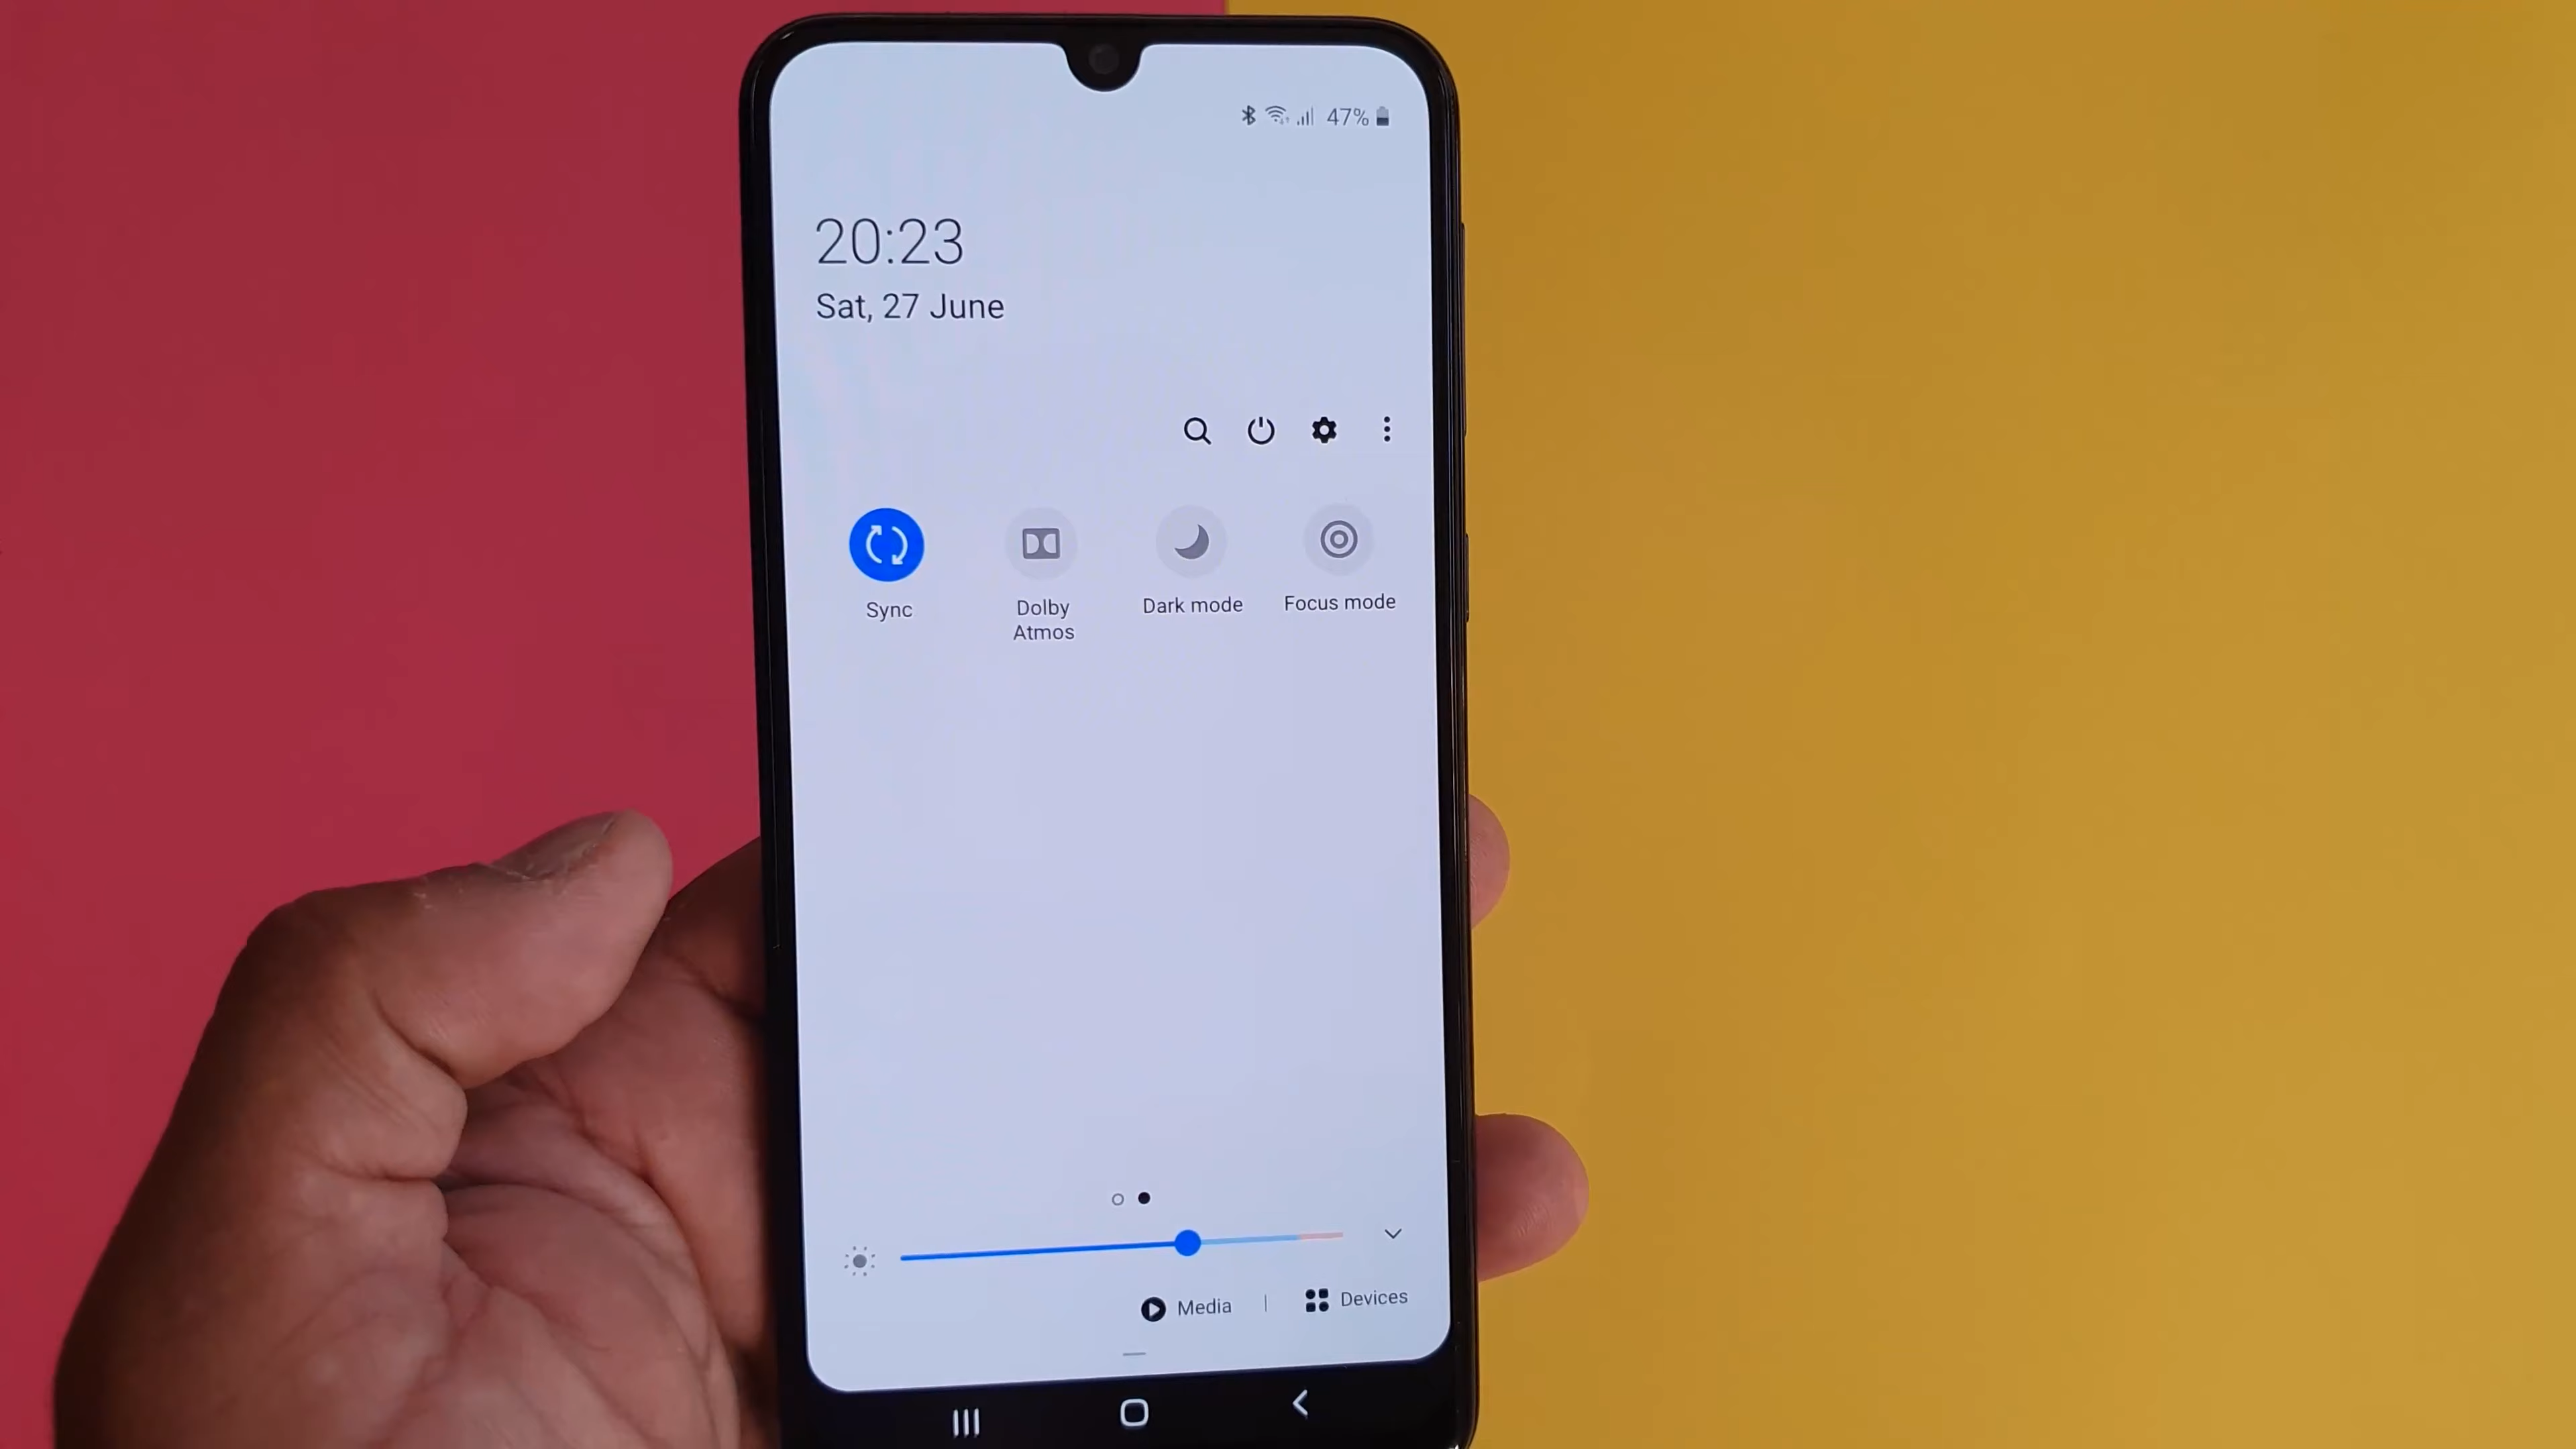 47%
20:23
Sat, 27 June
Sync
Dolby
Atmos
Dark mode
Focus mode
Media
Devices